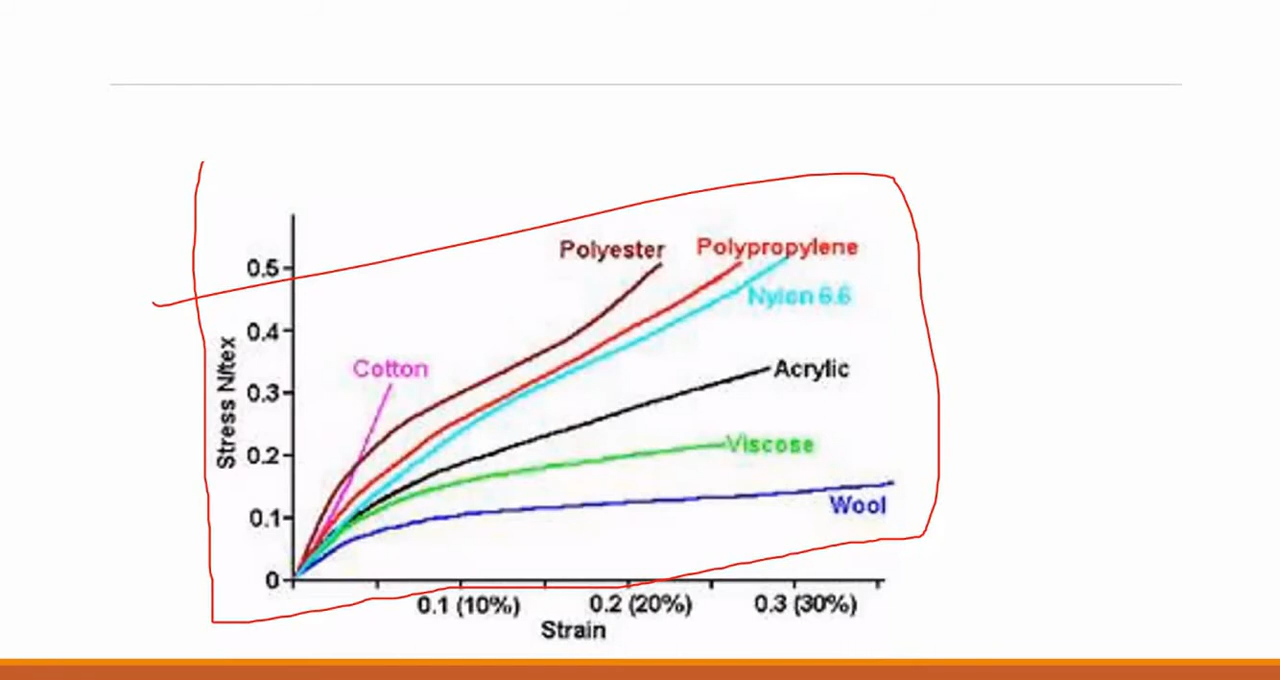 Polyester
Polypropylene
0.5
Nylon 6.6
0.4
Cotton
Acrylic
0.3
Stress N/tex
Viscose
0.2
Wool
0.1
0
0.1 (10%)
0.2 (20%)
0.3 (30%)
Strain